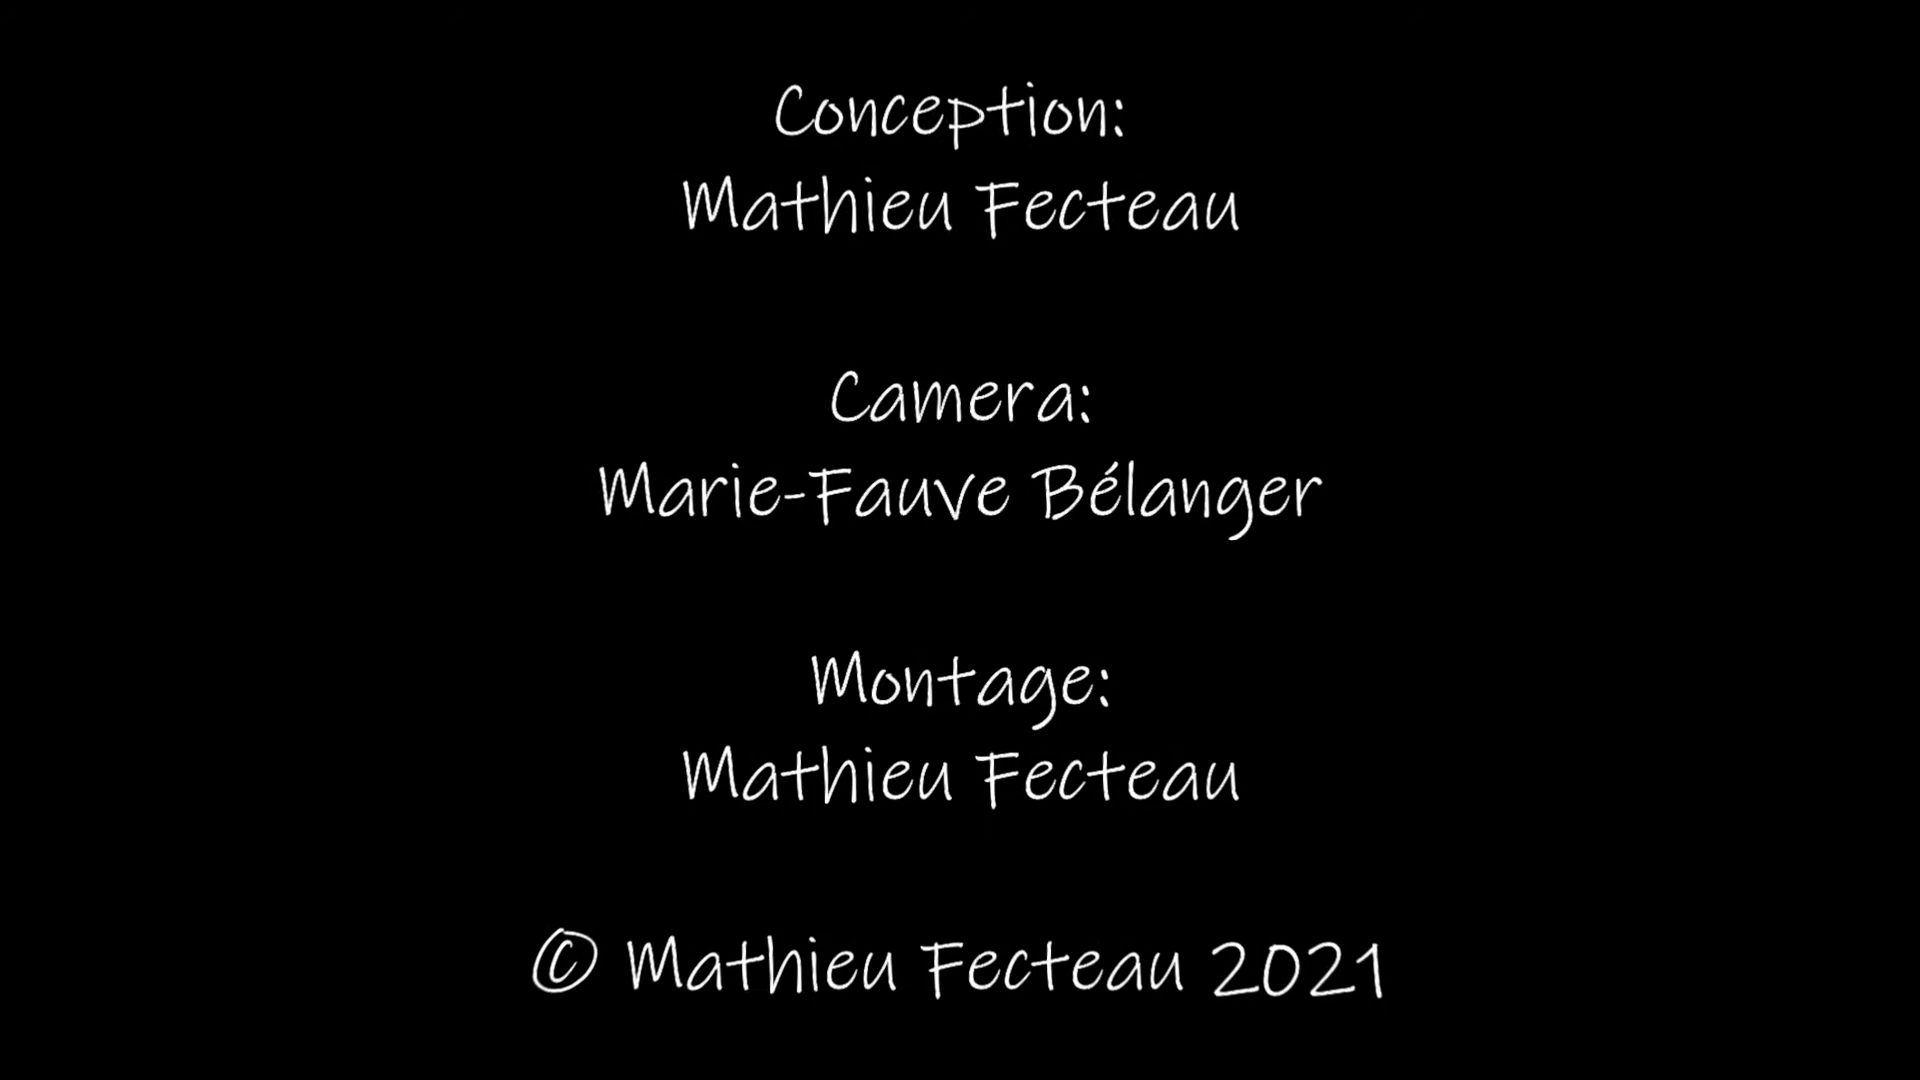 Conception:
Mathieu Fecteau
Camera:
Marie-Fauve Bélanger
Montage:
Mathieu Fecteau
© Mathieu Fecteau 2021